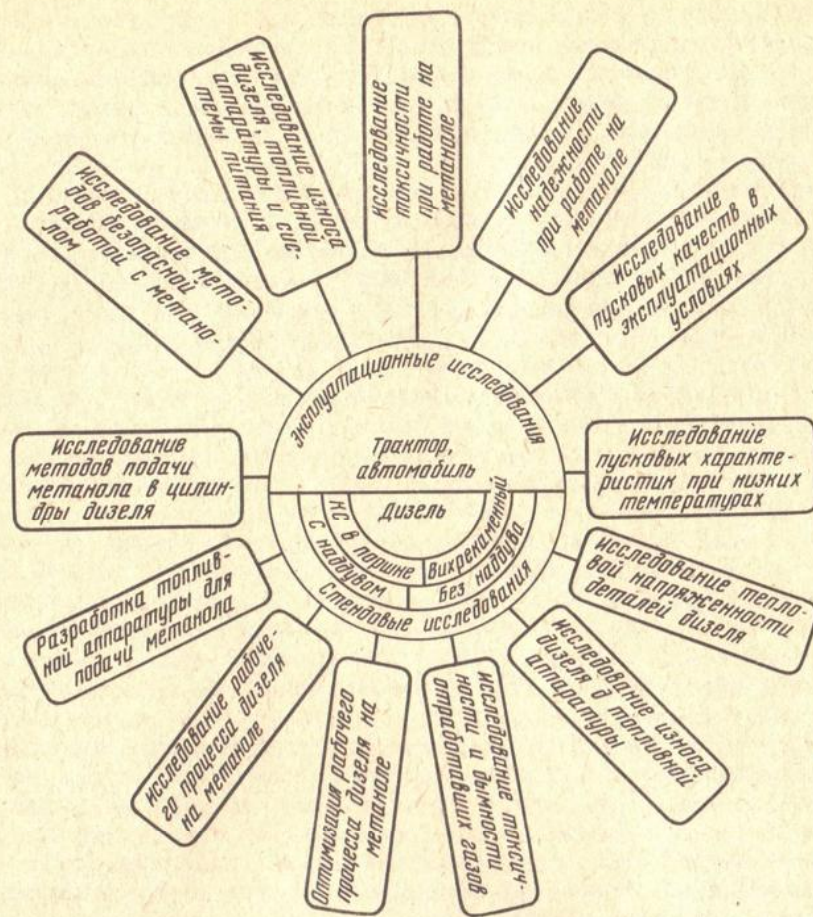 Исследование мето-
дов безопасной
работой с метано-
лом
Исследование износа
дизеля, топливной
аппаратуры и сис-
темы питания
Исследование
токсичности
при работе на
метаноле
Исследование
надежности
при работе на
метаноле
Исследование
пусковых качеств в
эксплуатационных
условиях
Эксплуатационные исследования
Трактор,
автомобиль
Дизель
КС в поршне
Вихрекаменный
С наддувом
Без наддува
Стендовые исследования
Исследование
методов подачи
метанола в цилин-
дры дизеля
Разработка топлив-
ной аппаратуры для
подачи метанола
Исследование рабоче-
го процесса дизеля
на метаноле
Оптимизация рабочего
процесса дизеля на
метаноле
Исследование токсич-
ности и дымности
отработавших газов
Исследование износа
дизеля д топливной
аппаратуры
Исследование тепло-
вой напряженности
деталей дизеля
Исследование
пусковых характе-
ристик при низких
температурах